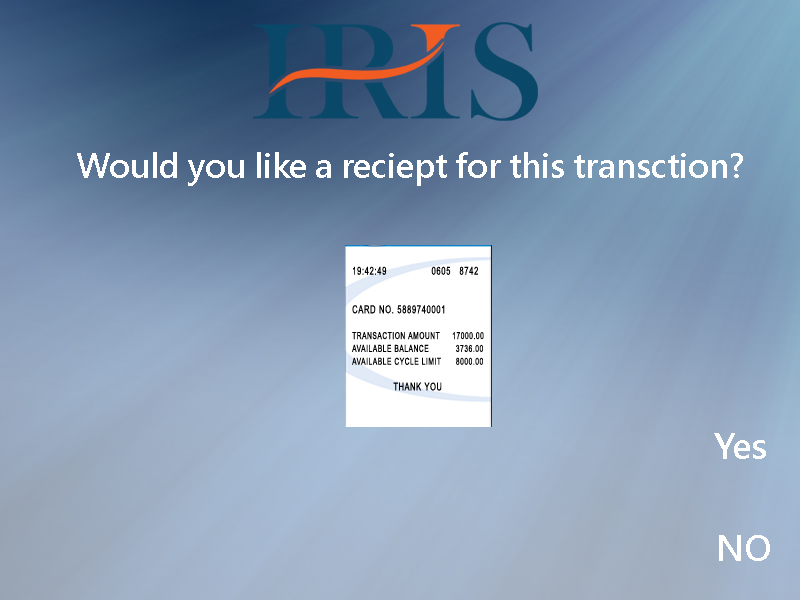 IRIS
Would you like a reciept for this transction?
19:42:49 0605 8742
CARD NO. 5889740001
TRANSACTION AMOUNT 17000.00
AVAILABLE BALANCE 3736.00
AVAILABLE CYCLE LIMIT 8000.00
THANK YOU
Yes
NO